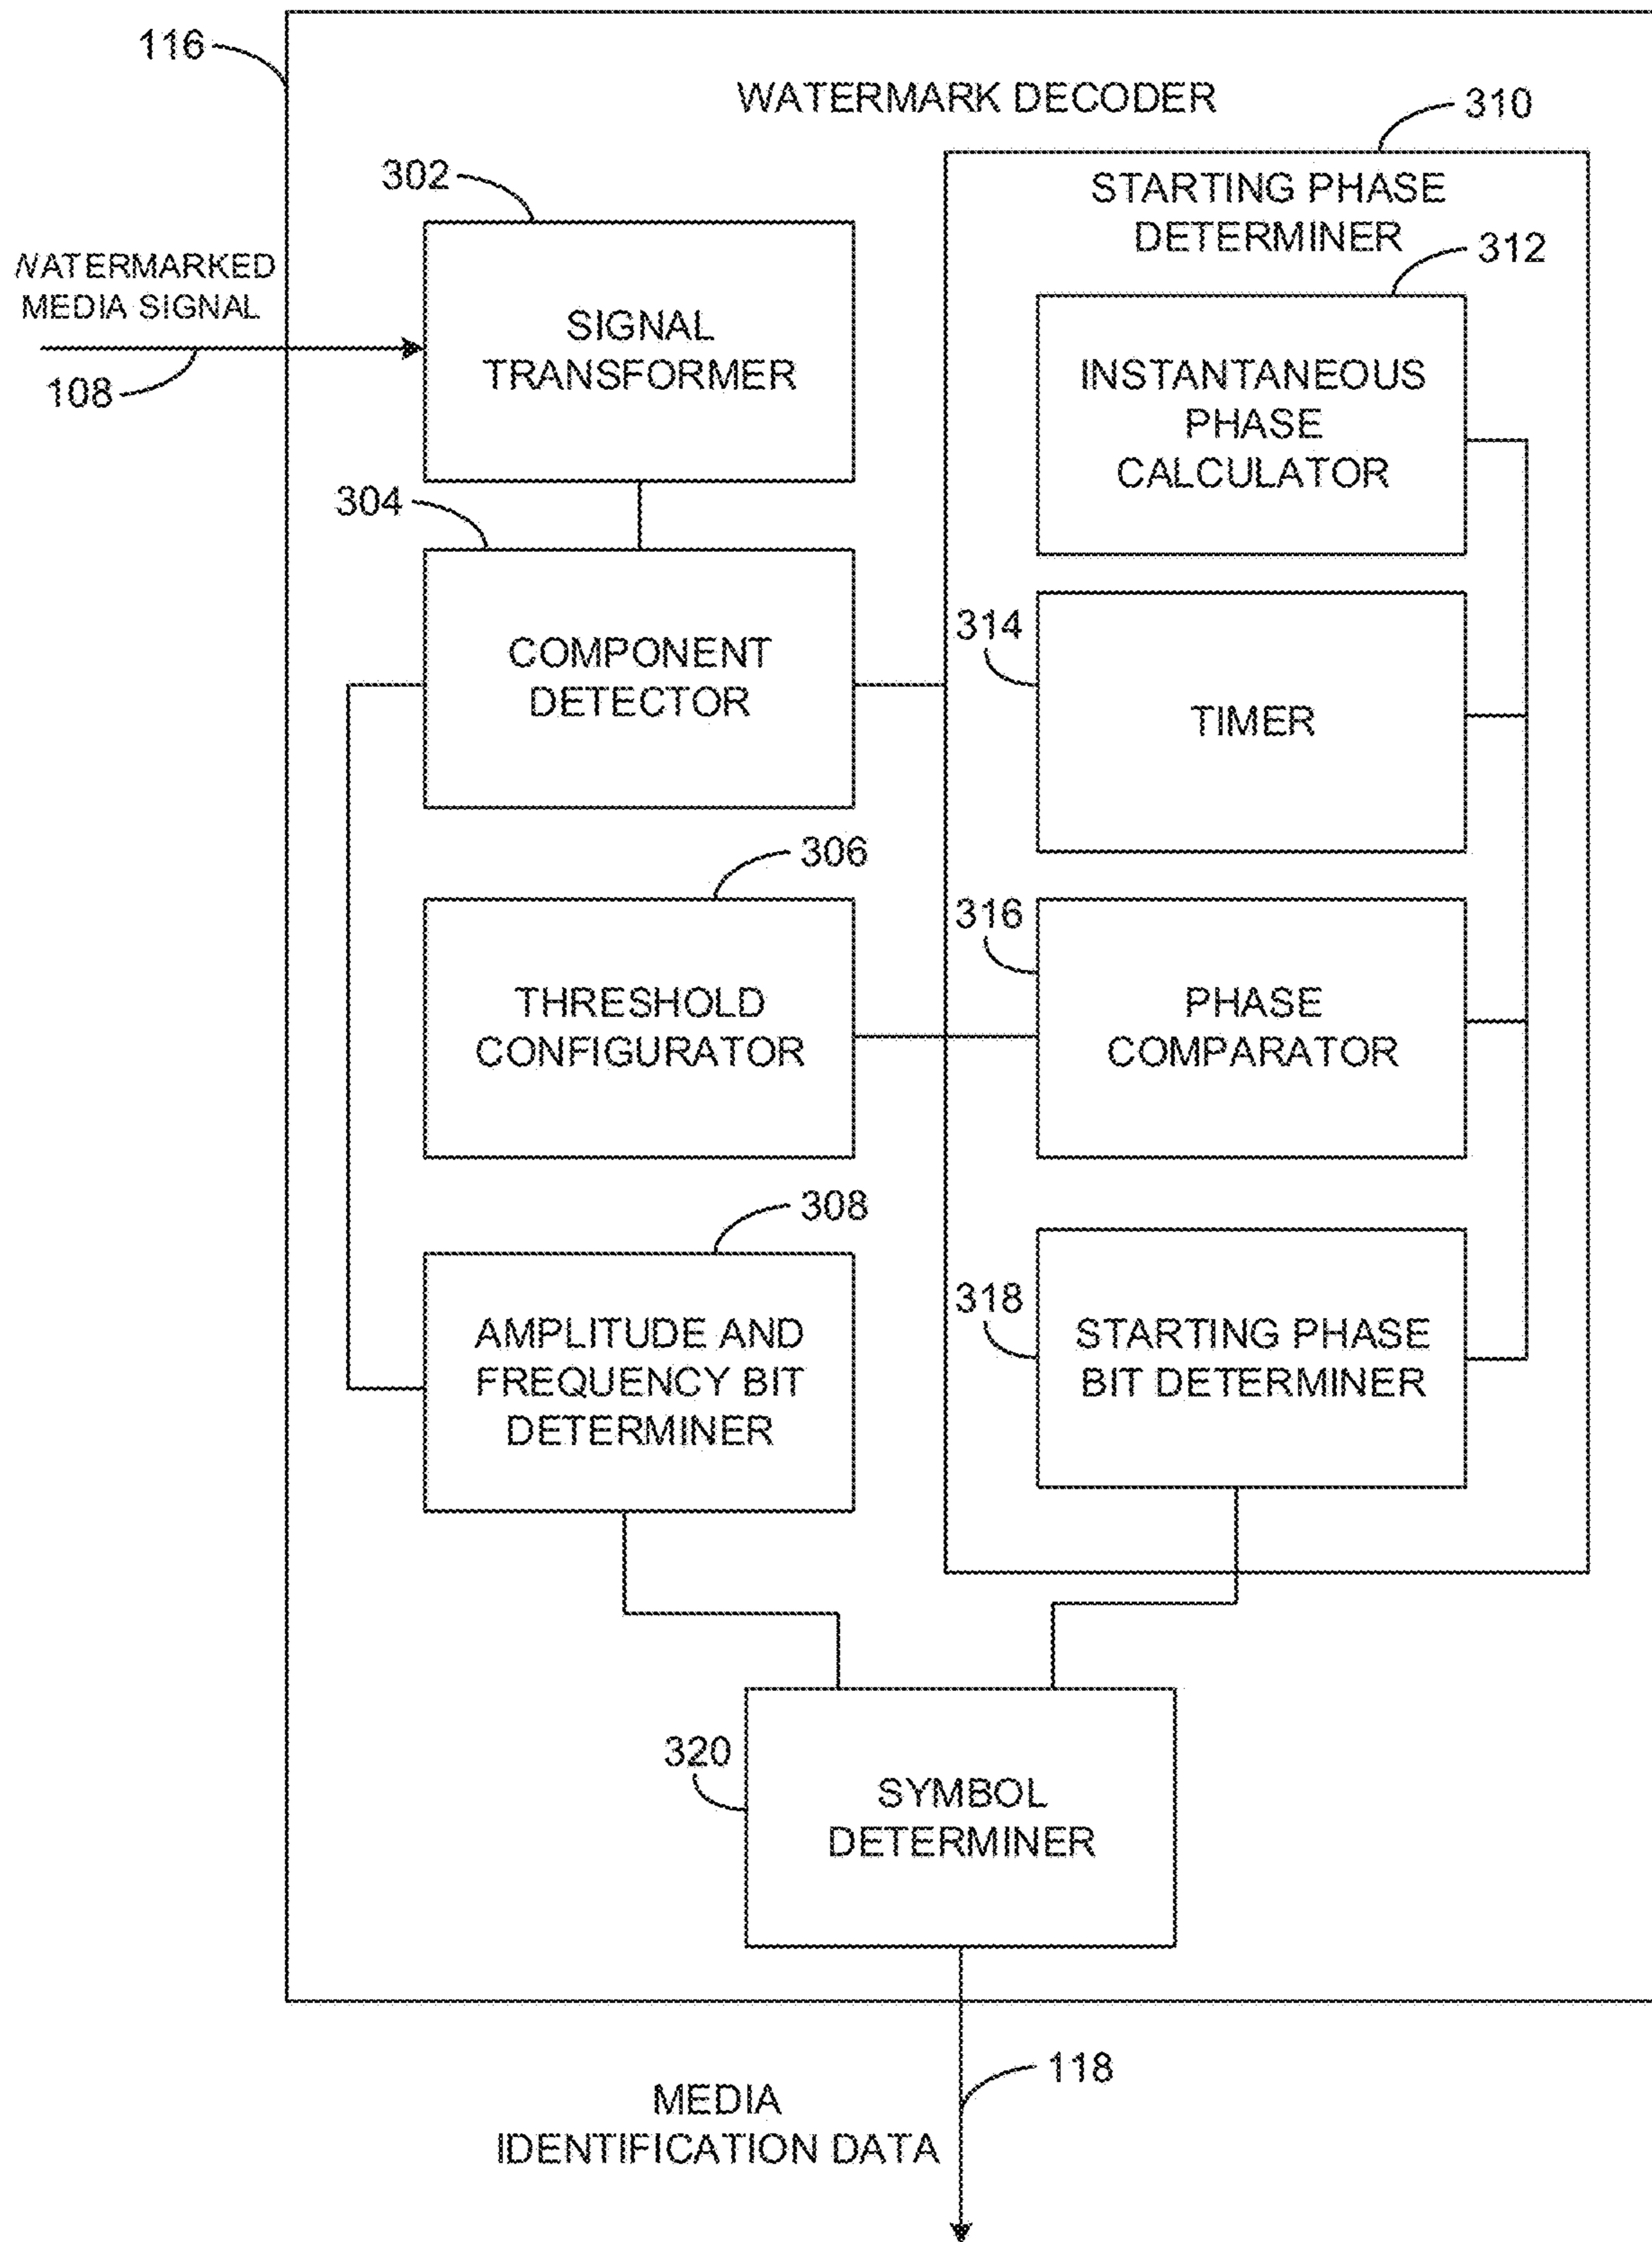 116
WATERMARK DECODER
310
302
STARTING PHASE
DETERMINER
312
WATERMARKED
MEDIA SIGNAL
108
SIGNAL
TRANSFORMER
INSTANTANEOUS
PHASE
CALCULATOR
304
COMPONENT
DETECTOR
314
TIMER
306
THRESHOLD
CONFIGURATOR
316
PHASE
COMPARATOR
308
AMPLITUDE AND
FREQUENCY BIT
DETERMINER
318
STARTING PHASE
BIT DETERMINER
320
SYMBOL
DETERMINER
118
MEDIA
IDENTIFICATION DATA